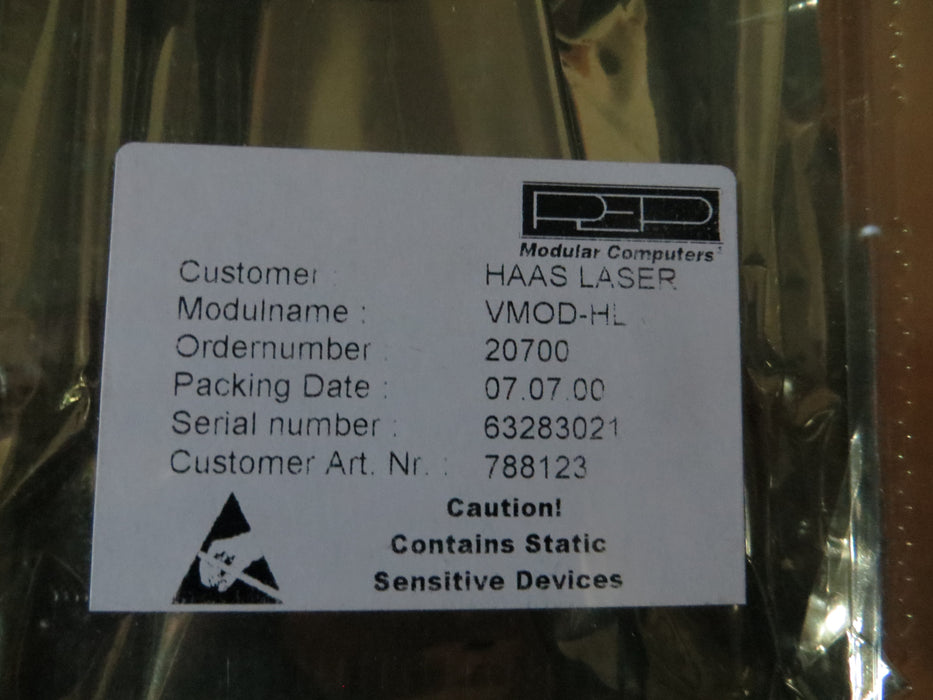 PEP
Modular Computers
Customer : HAAS LASER
Modulname : VMOD-HL
Ordernumber 20700
Packing Date : 07.07.00
Serial number : 63283021
Customer Art. Nr. : 788123
Caution!
Contains Static
Sensitive Devices